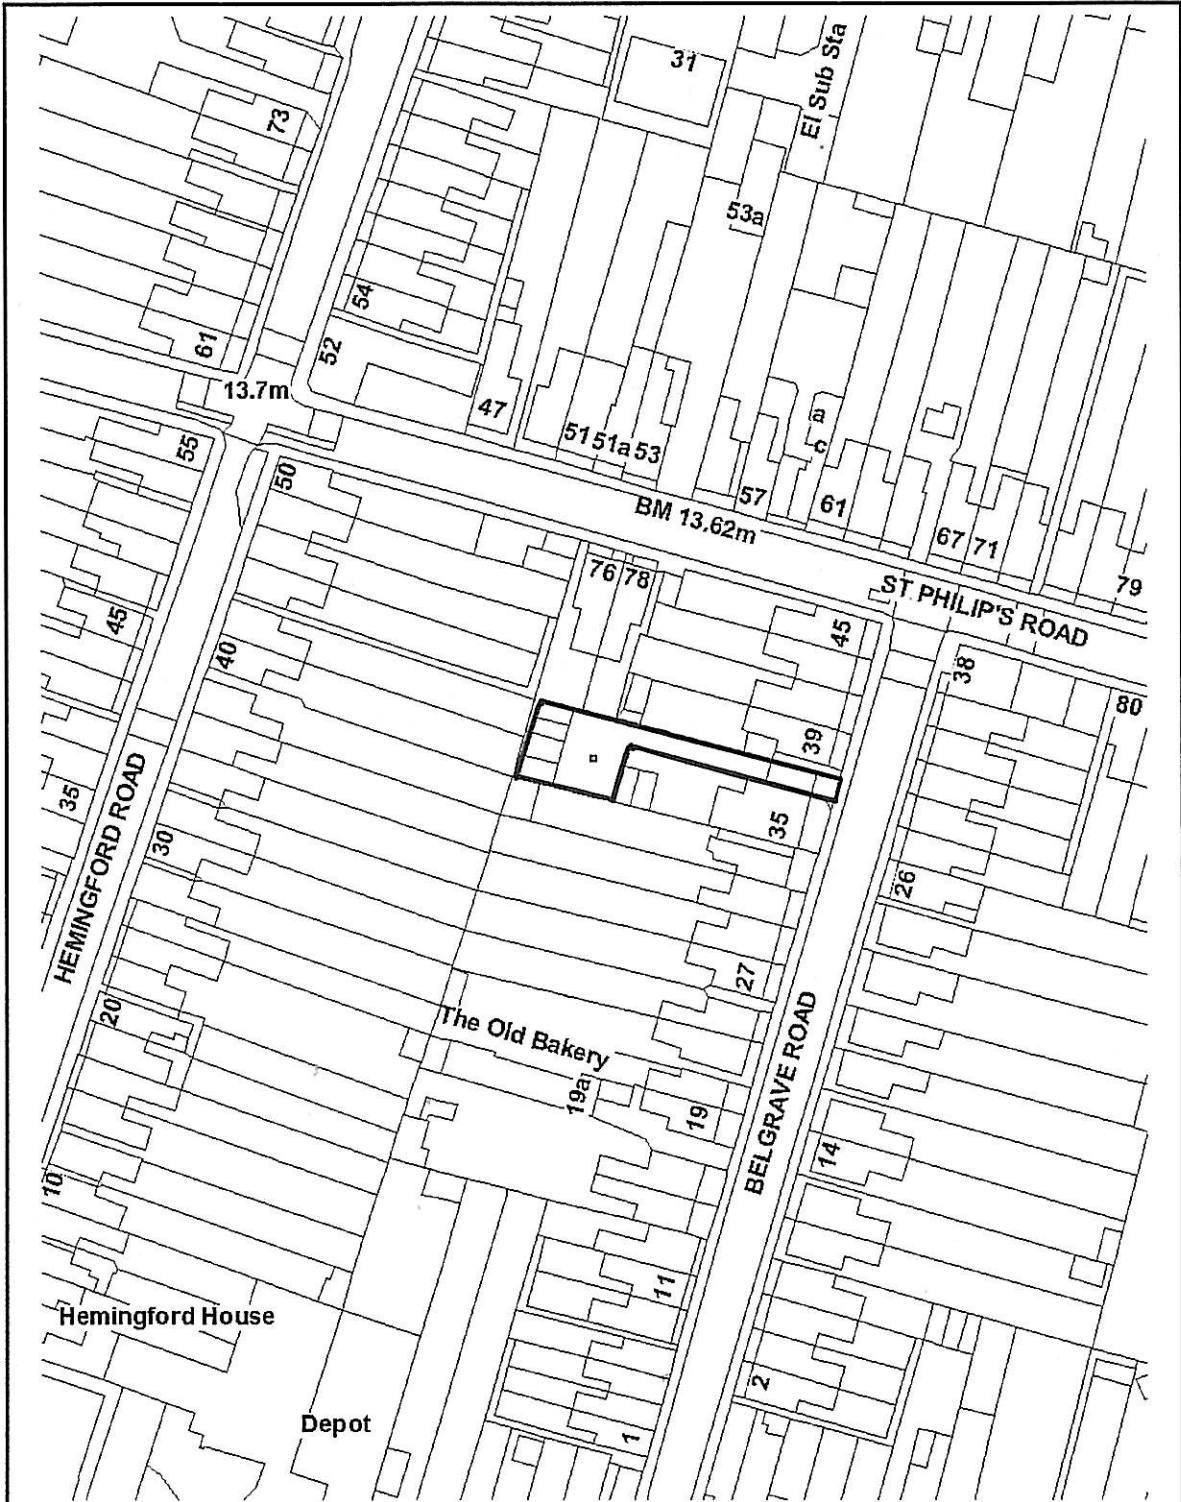 31
El Sub Sta
73
53a
54
61
52
13.7m
47
51 51a 53
a
c
55
50
57
61
BM 13.62m
67 71
79
76 78
ST. PHILIP'S ROAD
45
45
40
38
80
39
35
HEMINGFORD ROAD
35
30
26
27
20
The Old Bakery
19a
19
BELGRAVE ROAD
14
10
11
Hemingford House
2
Depot
1